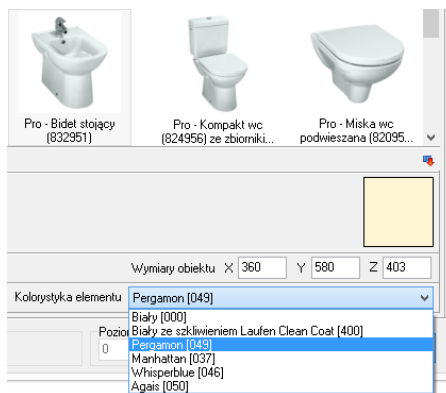 Pro - Bidet stojący
(832951)
Pro - Kompakt wc
(824956) ze zbiorniki...
Pro - Miska wc
podwieszana (82095...
Wymiary obiektu X 360 Y 580 Z 403
Kolorystyka elementu Pergamon [049]
Biały [000]
Biały ze szkliwieniem Laufen Clean Coat [400]
Pergamon [049]
Manhattan [037]
Whisperblue [046]
Agais [050]
Pozio
0